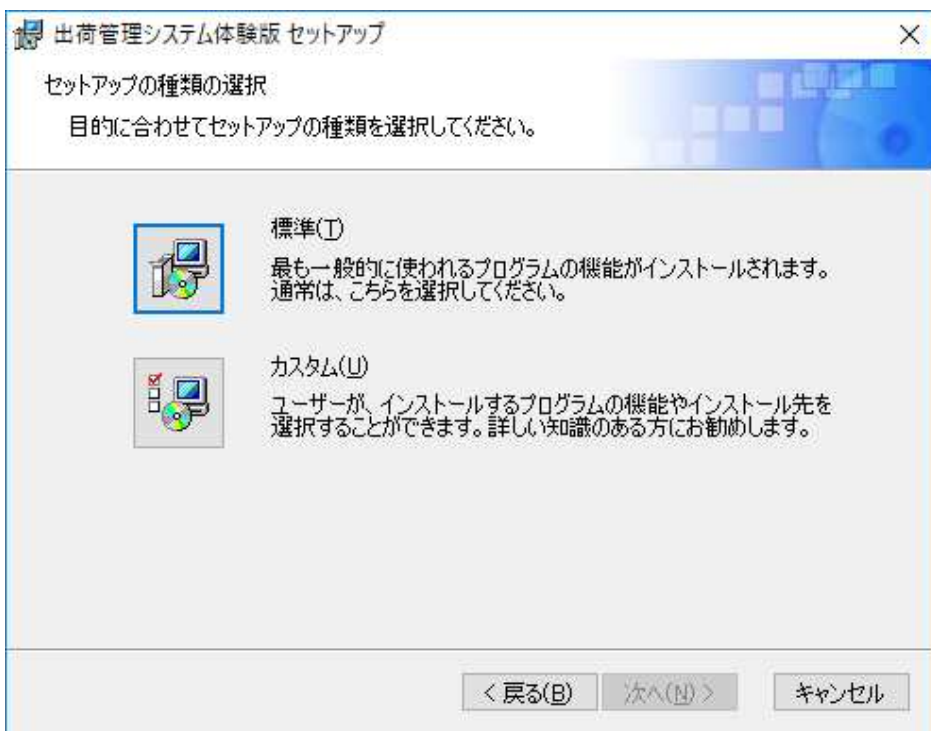 出荷管理システム体験版 セットアップ
セットアップの種類の選択
目的に合わせてセットアップの種類を選択してください。
標準(T)
最も一般的に使われるプログラムの機能がインストールされます。
通常は、こちらを選択してください。
カスタム(U)
ユーザーが、インストールするプログラムの機能やインストール先を
選択することができます。詳しい知識のある方にお勧めします。
< 戻る(B) 次へ(N) > キャンセル